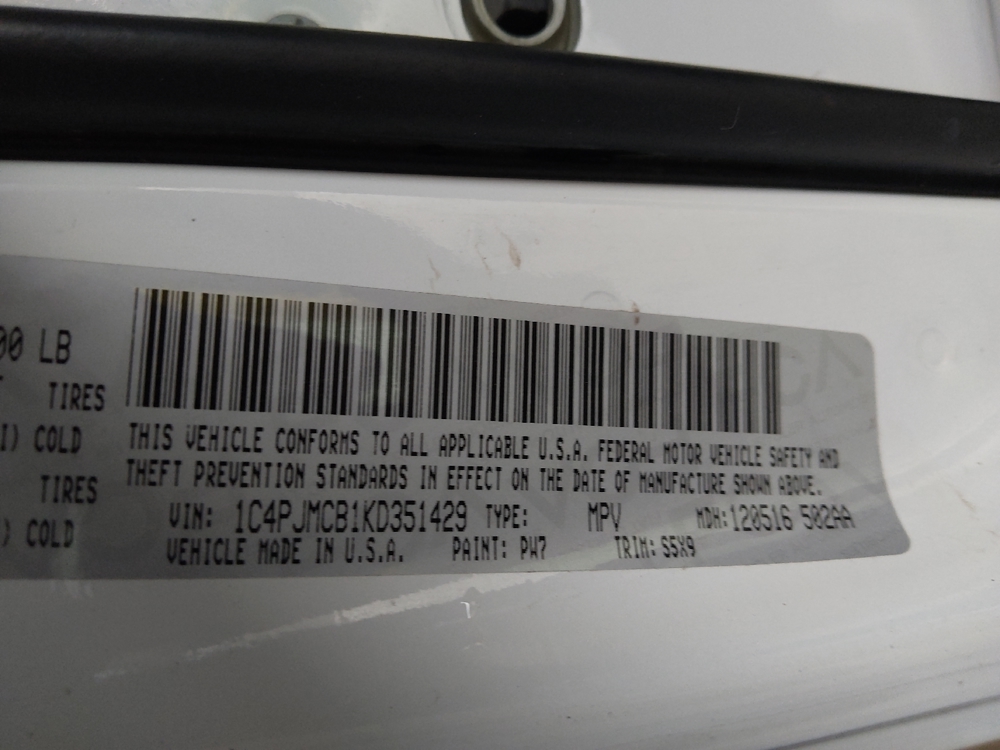 00 LB
TIRES
I) COLD
TIRES
) COLD
THIS VEHICLE CONFORMS TO ALL APPLICABLE U.S.A. FEDERAL MOTOR VEHICLE SAFETY AND
THEFT PREVENTION STANDARDS IN EFFECT ON THE DATE OF MANUFACTURE SHOWN ABOVE.
VIN: 1C4PJMCB1KD351429 TYPE: MPV MDH: 120516 502AA
VEHICLE MADE IN U.S.A. PAINT: PW7 TRIM: S5X9